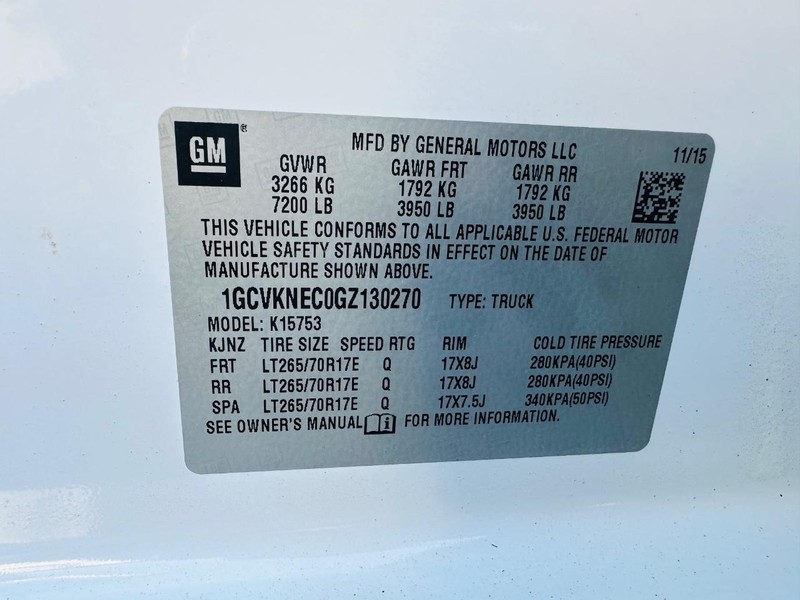 GM®
MFD BY GENERAL MOTORS LLC 11/15
GVWR GAWR FRT GAWR RR
3266 KG 1792 KG 1792 KG
7200 LB 3950 LB 3950 LB
THIS VEHICLE CONFORMS TO ALL APPLICABLE U.S. FEDERAL MOTOR
VEHICLE SAFETY STANDARDS IN EFFECT ON THE DATE OF
MANUFACTURE SHOWN ABOVE.
1GCVKNEC0GZ130270 TYPE: TRUCK
MODEL: K15753
KJNZ TIRE SIZE SPEED RTG RIM COLD TIRE PRESSURE
FRT LT265/70R17E Q 17X8J 280KPA(40PSI)
RR LT265/70R17E Q 17X8J 280KPA(40PSI)
SPA LT265/70R17E Q 17X7.5J 340KPA(50PSI)
SEE OWNER'S MANUAL i FOR MORE INFORMATION.